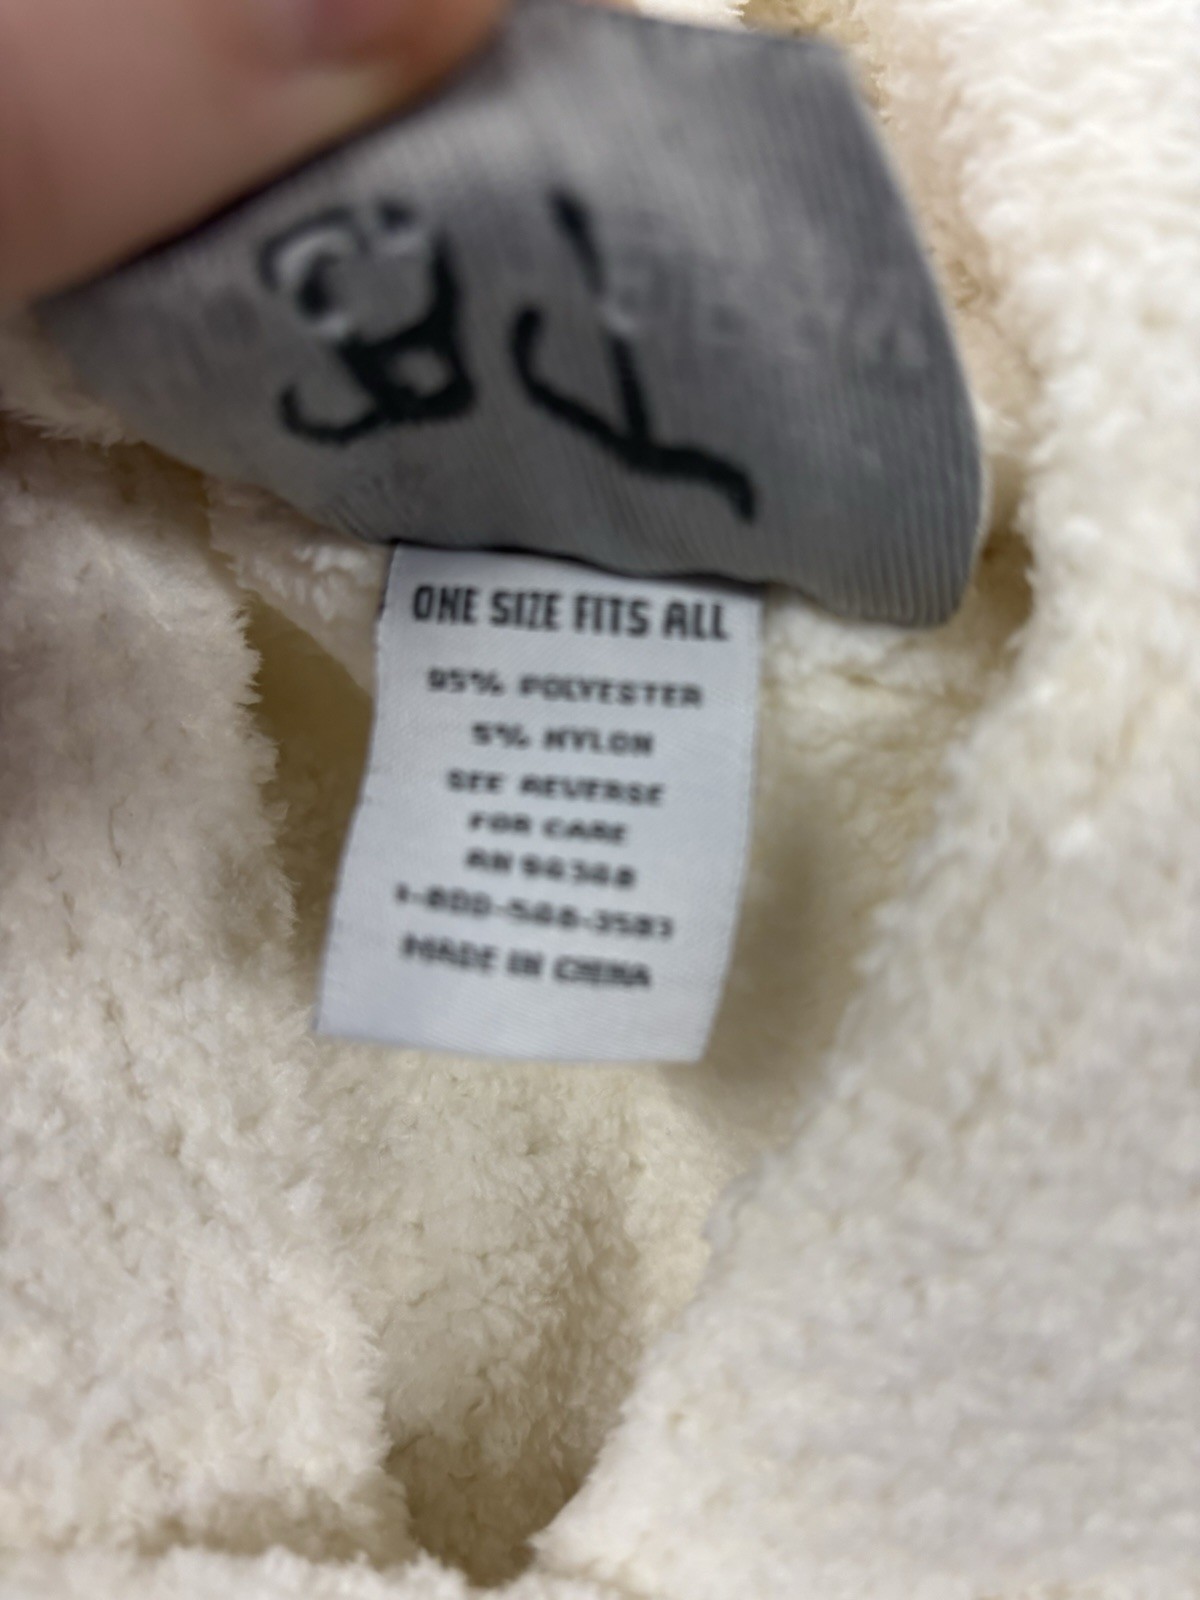 ONE SIZE FITS ALL
95% POLYESTER
5% NYLON
SEE REVERSE
FOR CARE
MADE IN CHINA